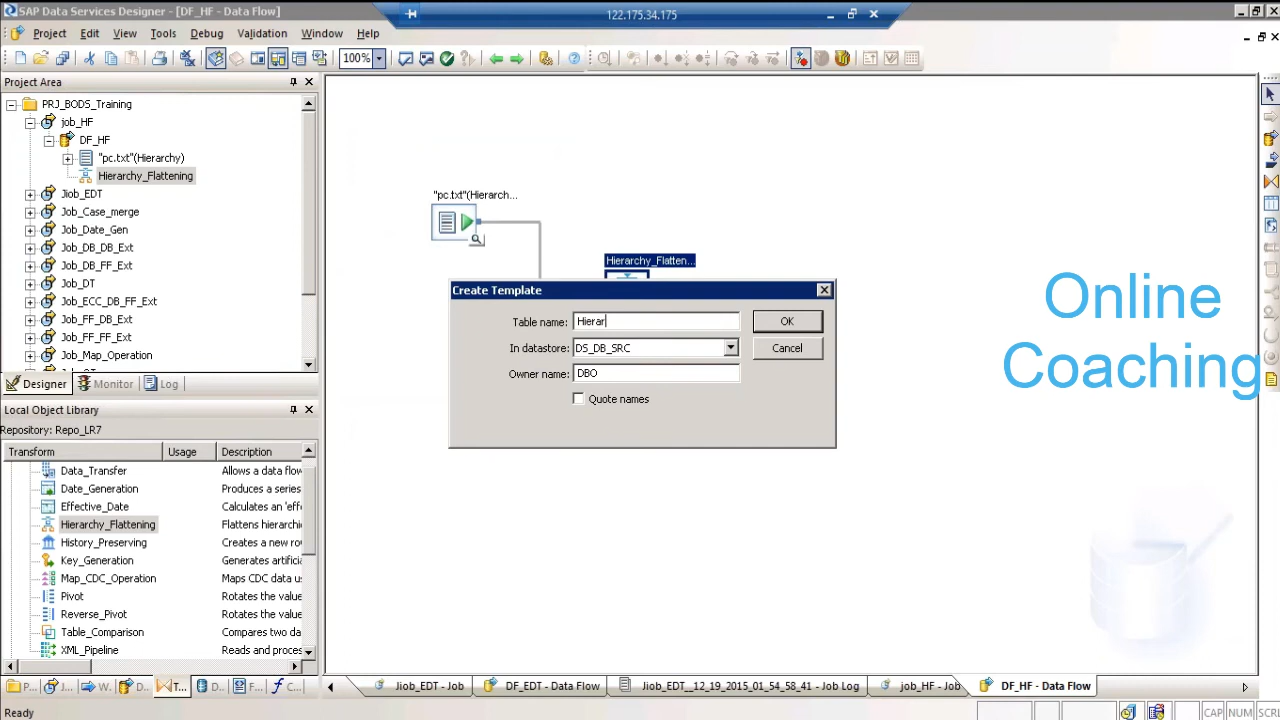 SAP Data Services Designer - [DF_HF - Data Flow]
122.175.34.175
Project Edit View Tools Debug Validation Window Help
100%
Project Area
PRJ_BODS_Training
job_HF
DF_HF
"pc.txt"(Hierarchy)
Hierarchy_Flattening
Jiob_EDT
Job_Case_merge
Job_Date_Gen
Job_DB_DB_Ext
Job_DB_FF_Ext
Job_DT
Job_ECC_DB_FF_Ext
Job_FF_DB_Ext
Job_FF_FF_Ext
Job_Map_Operation
Designer Monitor Log
Local Object Library
Repository: Repo_LR7
Transform Usage Description
Data_Transfer Allows a data flow
Date_Generation Produces a series
Effective_Date Calculates an 'effe
Hierarchy_Flattening Flattens hierarchic
History_Preserving Creates a new ro
Key_Generation Generates artificia
Map_CDC_Operation Maps CDC data u
Pivot Rotates the value
Reverse_Pivot Rotates the value
Table_Comparison Compares two da
XML_Pipeline Reads and proces
P... J... W... D... T... D... F... C...
"pc.txt"(Hierarch...
Hierarchy_Flatten...
Create Template
Table name: Hierar
OK
In datastore: DS_DB_SRC
Cancel
Owner name: DBO
Quote names
Online
Coaching
Jiob_EDT - Job DF_EDT - Data Flow Jiob_EDT__12_19_2015_01_54_58_41 - Job Log job_HF - Job DF_HF - Data Flow
Ready
CAP NUM SCRL